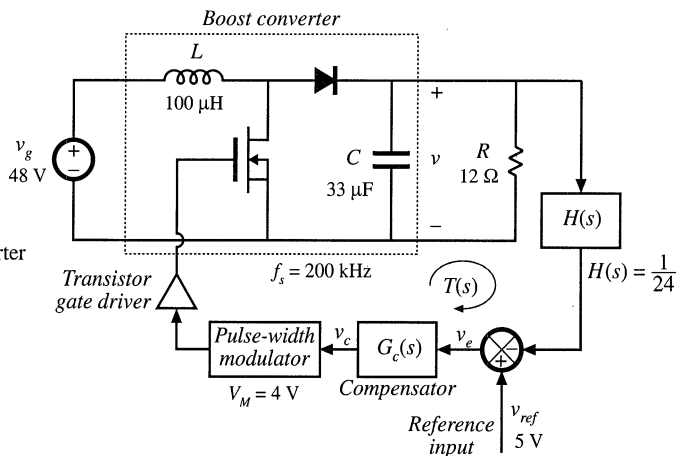 Boost converter
L
100 μH
v_g
48 V
+
−
C
33 μF
+
v
−
R
12 Ω
H(s)
H(s) = 1/24
rter
f_s = 200 kHz
T(s)
Transistor
gate driver
Pulse-width
modulator
V_M = 4 V
v_c
G_c(s)
Compensator
v_e
−
+
Reference
input
v_ref
5 V